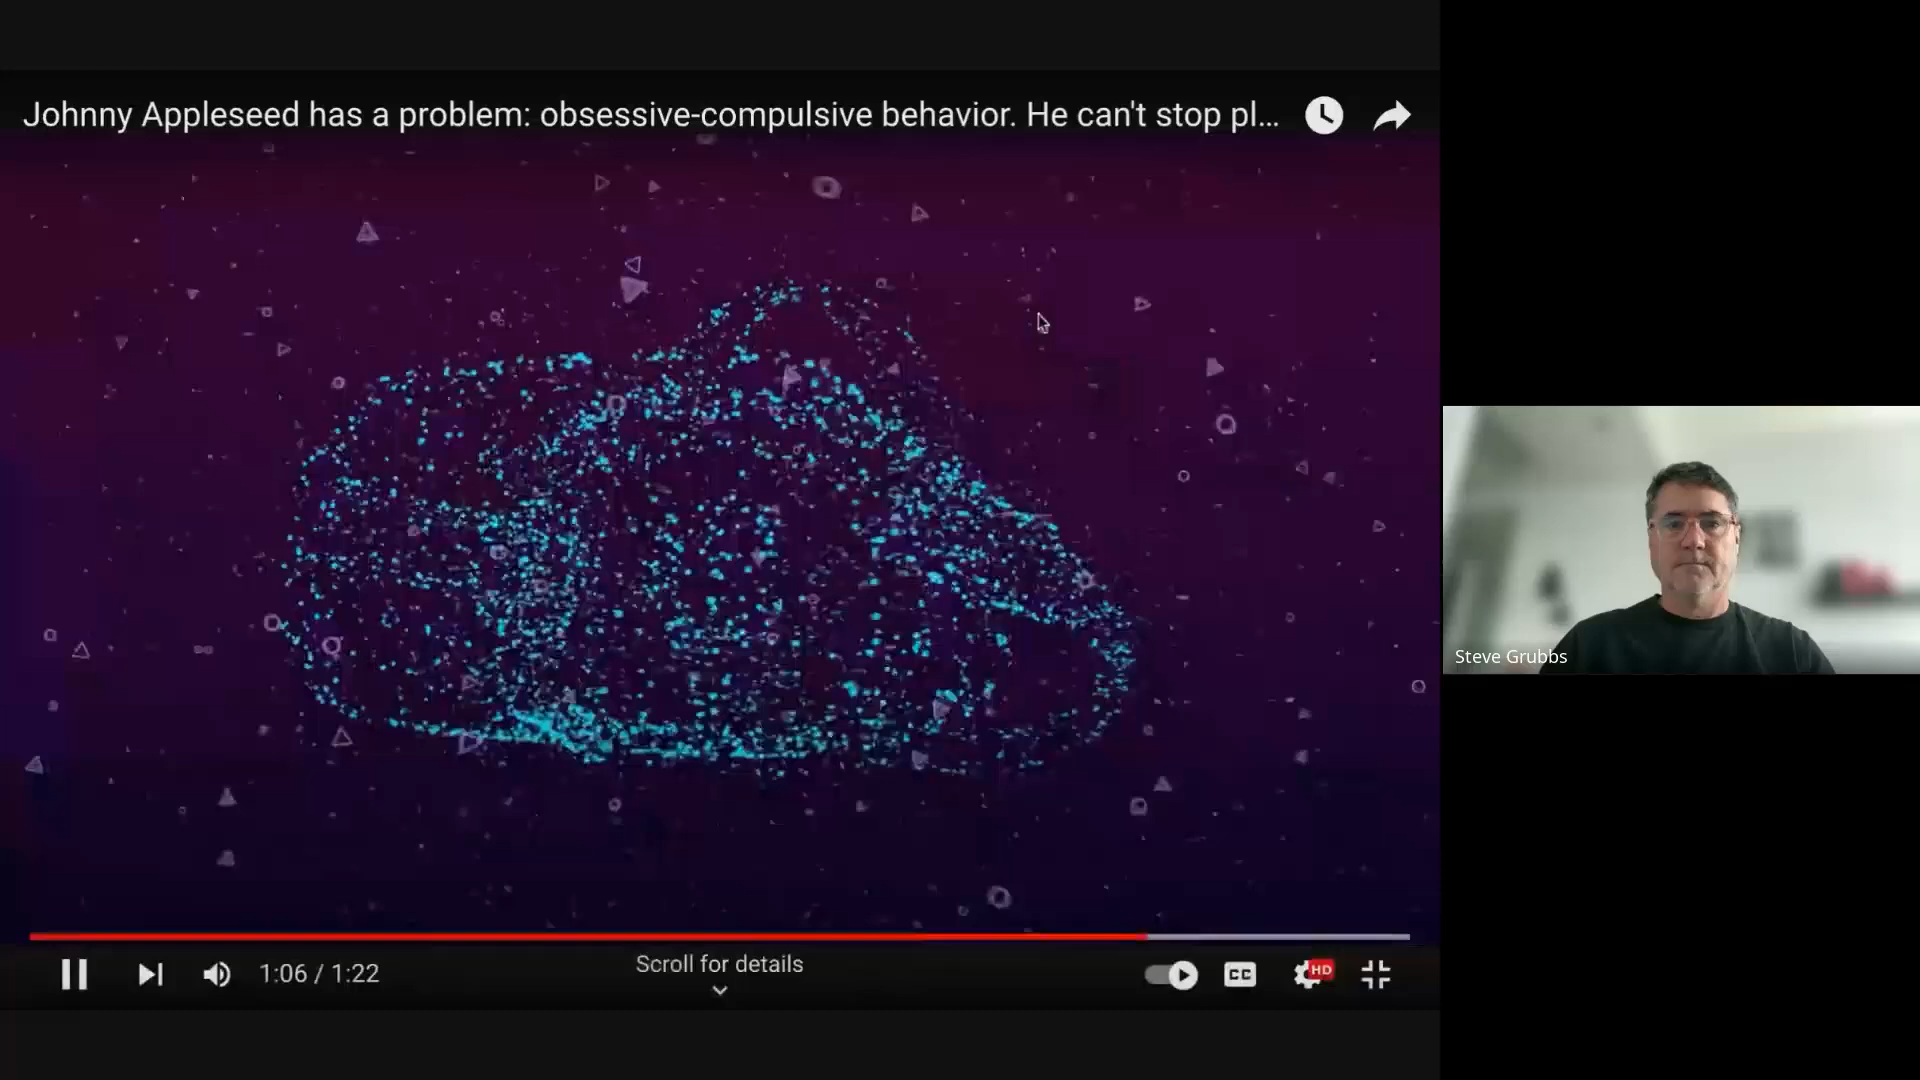 Johnny Appleseed has a problem: obsessive-compulsive behavior. He can't stop pl...
Steve Grubbs
Scroll for details
1:06 / 1:22
CC
HD